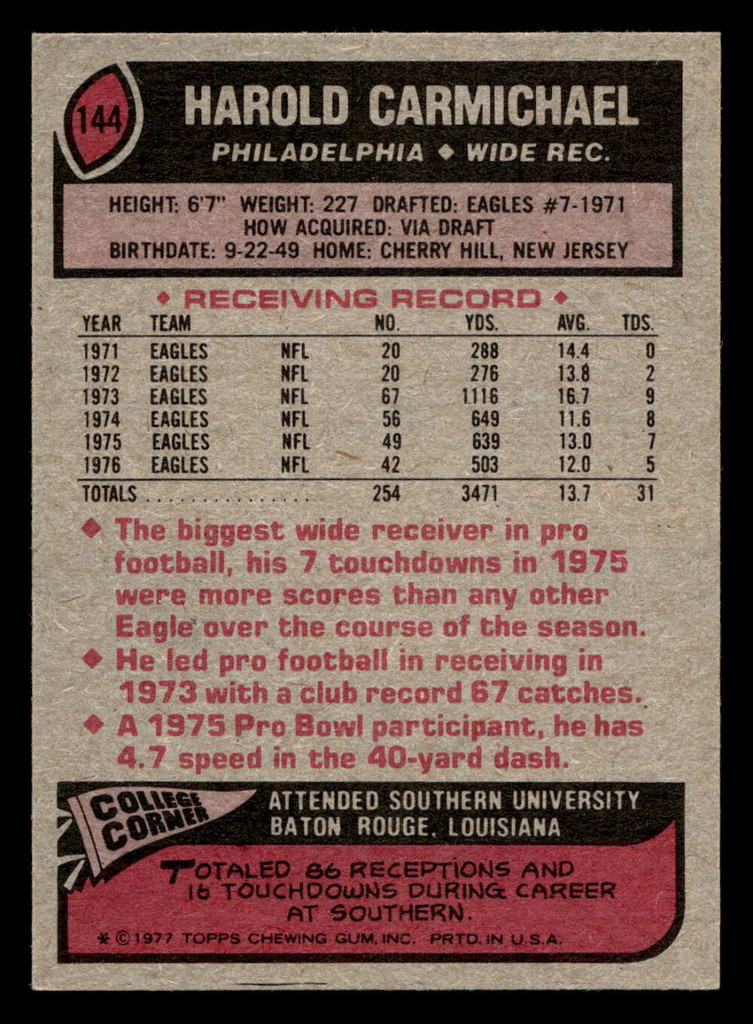 144
HAROLD CARMICHAEL
PHILADELPHIA ◆ WIDE REC.
HEIGHT: 6'7" WEIGHT: 227 DRAFTED: EAGLES #7-1971
HOW ACQUIRED: VIA DRAFT
BIRTHDATE: 9-22-49 HOME: CHERRY HILL, NEW JERSEY
◆ RECEIVING RECORD ◆
YEAR TEAM NO. YDS. AVG. TDS.
1971 EAGLES NFL 20 288 14.4 0
1972 EAGLES NFL 20 276 13.8 2
1973 EAGLES NFL 67 1116 16.7 9
1974 EAGLES NFL 56 649 11.6 8
1975 EAGLES NFL 49 639 13.0 7
1976 EAGLES NFL 42 503 12.0 5
TOTALS . . . . . . . . . . . . . . . 254 3471 13.7 31
◆ The biggest wide receiver in pro
football, his 7 touchdowns in 1975
were more scores than any other
Eagle over the course of the season.
◆ He led pro football in receiving in
1973 with a club record 67 catches.
◆ A 1975 Pro Bowl participant, he has
4.7 speed in the 40-yard dash.
COLLEGE
CORNER
ATTENDED SOUTHERN UNIVERSITY
BATON ROUGE, LOUISIANA
TOTALED 86 RECEPTIONS AND
16 TOUCHDOWNS DURING CAREER
AT SOUTHERN.
* © 1977 TOPPS CHEWING GUM, INC. PRTD. IN U.S.A.